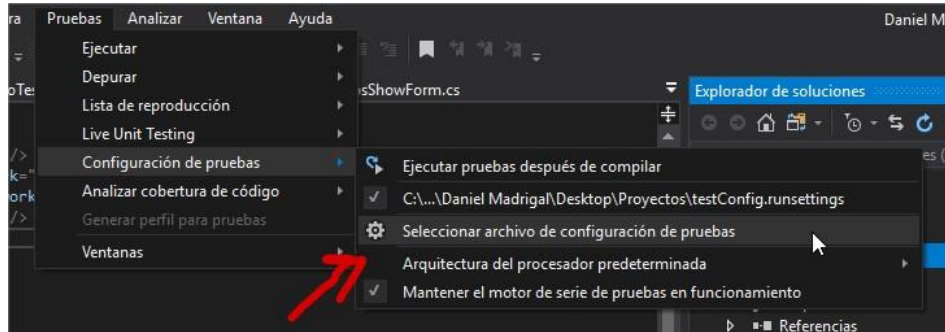 ra Pruebas Analizar Ventana Ayuda Daniel M
Ejecutar
Depurar
Lista de reproducción
Live Unit Testing
Configuración de pruebas
Analizar cobertura de código
Generar perfil para pruebas
Ventanas
sShowForm.cs
Explorador de soluciones
/>
k="
ork
/>
es (
Ejecutar pruebas después de compilar
C:\...\Daniel Madrigal\Desktop\Proyectos\testConfig.runsettings
Seleccionar archivo de configuración de pruebas
Arquitectura del procesador predeterminada
Mantener el motor de serie de pruebas en funcionamiento
Referencias